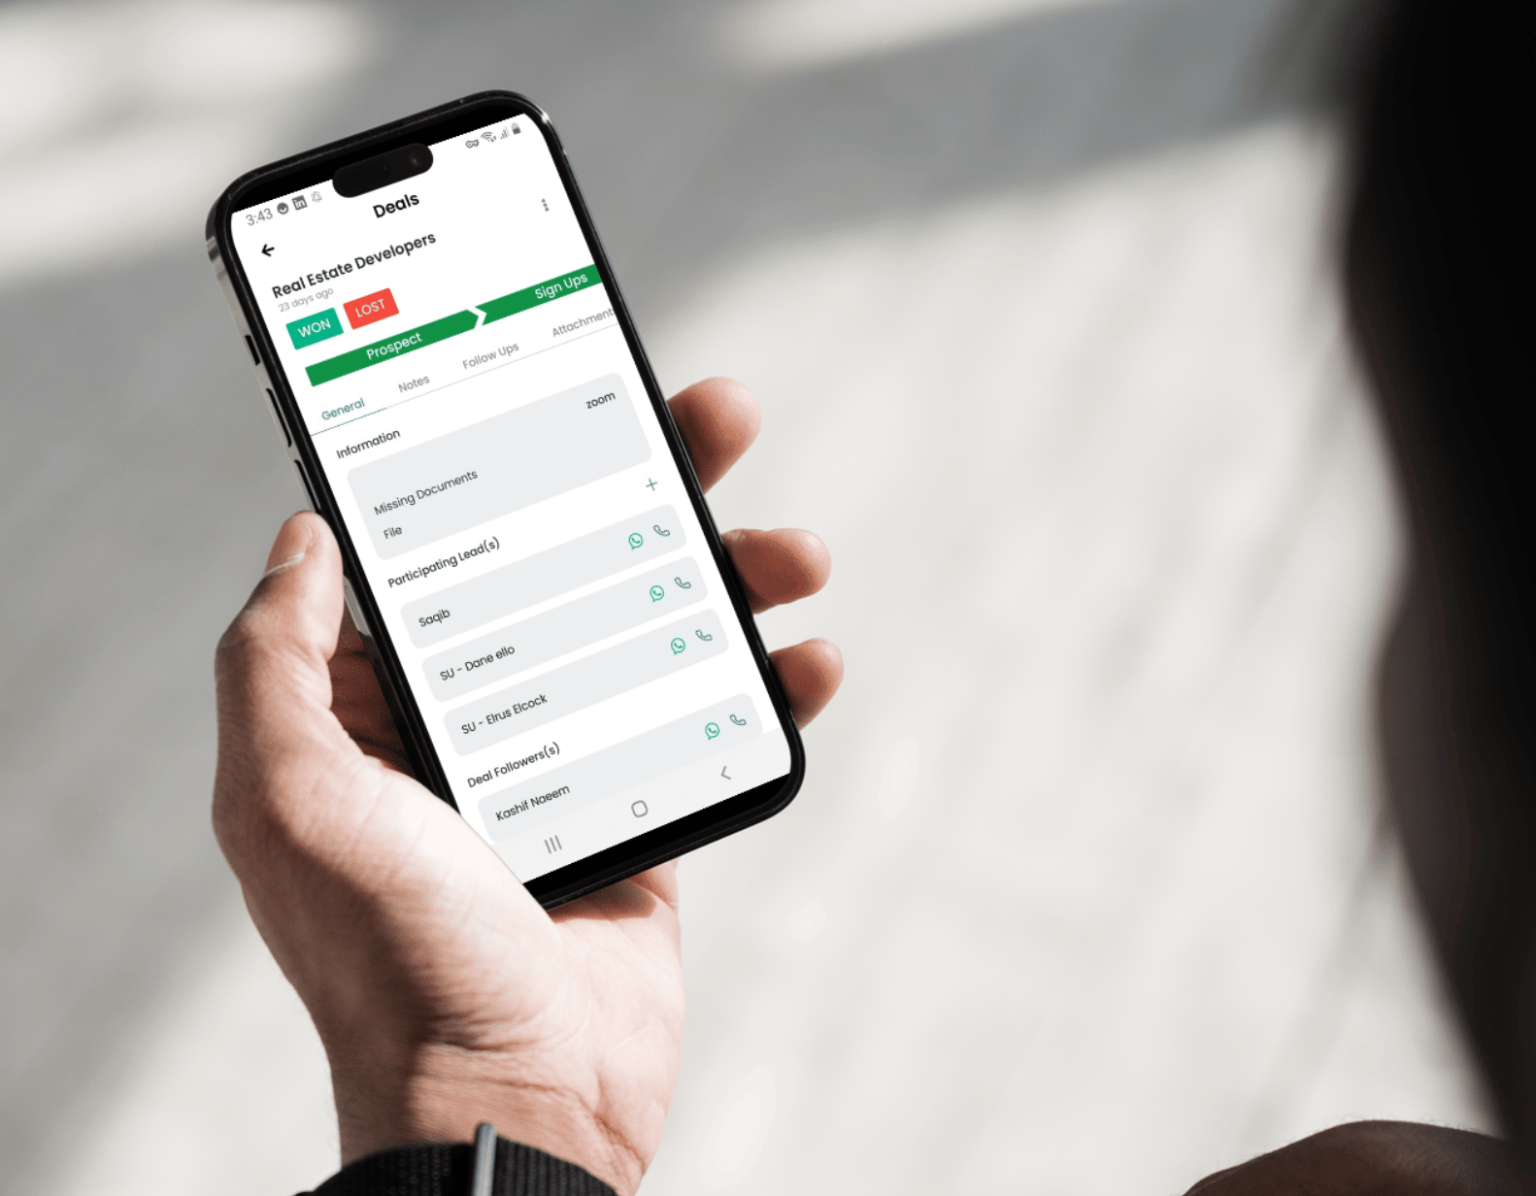 3:43
Deals
Real Estate Developers
23 days ago
WON LOST
Prospect Sign Ups
General Notes Follow Ups Attachment
Information
zoom
Missing Documents
File
Participating Lead(s)
Saqib
SU - Dane ello
SU - Elrus Elcock
Deal Followers(s)
Kashif Naeem